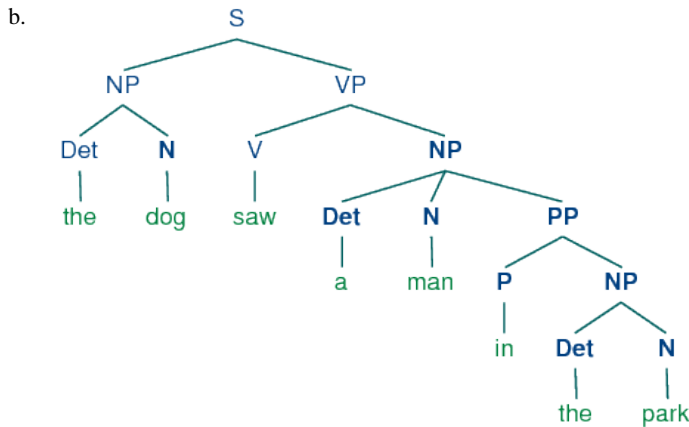 b.
S
NP VP
Det N V NP
the dog saw Det N PP
a man P NP
in Det N
the park